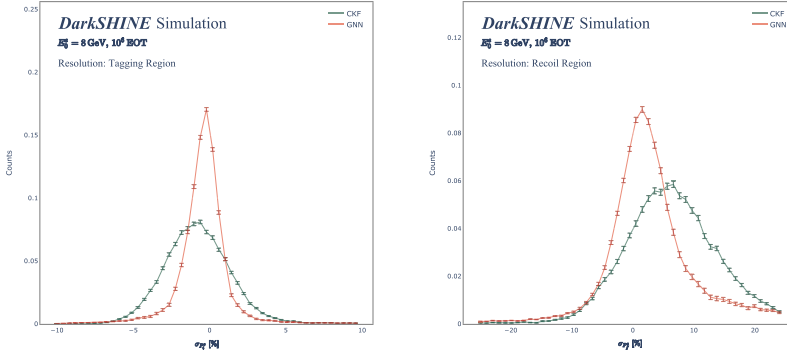 DarkSHINE Simulation
E₀ᵉ = 8 GeV, 10⁶ EOT
Resolution: Tagging Region
CKF
GNN
0.25
0.2
0.15
0.1
0.05
0
Counts
−10
−5
0
5
10
[%]
DarkSHINE Simulation
E₀ᵉ = 8 GeV, 10⁶ EOT
Resolution: Recoil Region
CKF
GNN
0.12
0.1
0.08
0.06
0.04
0.02
0
Counts
−20
−10
0
10
20
[%]